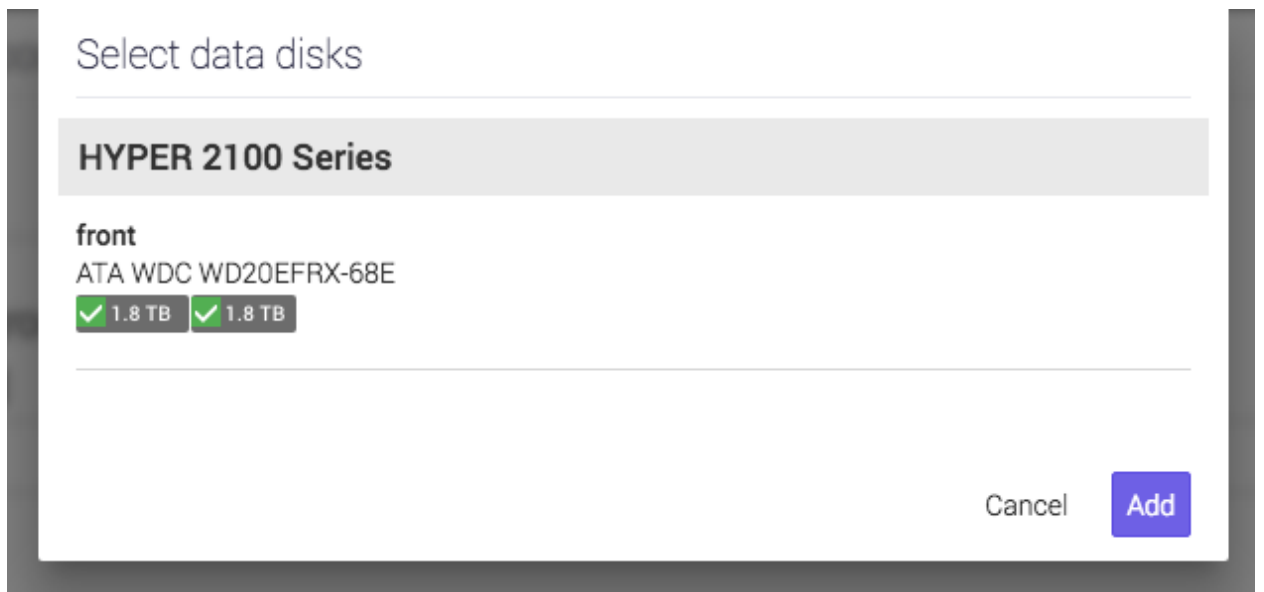 Select data disks
HYPER 2100 Series
front
ATA WDC WD20EFRX-68E
1.8 TB 1.8 TB
Cancel Add